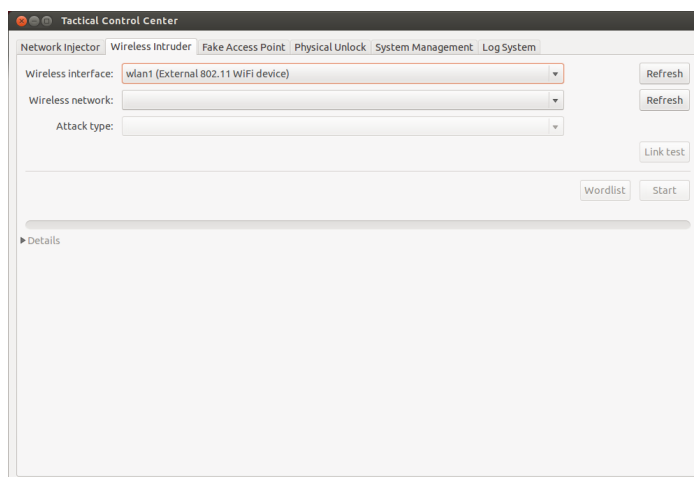 Tactical Control Center
Network Injector Wireless Intruder Fake Access Point Physical Unlock System Management Log System
Wireless interface: wlan1 (External 802.11 WiFi device) Refresh
Wireless network: Refresh
Attack type:
Link test
Wordlist Start
Details